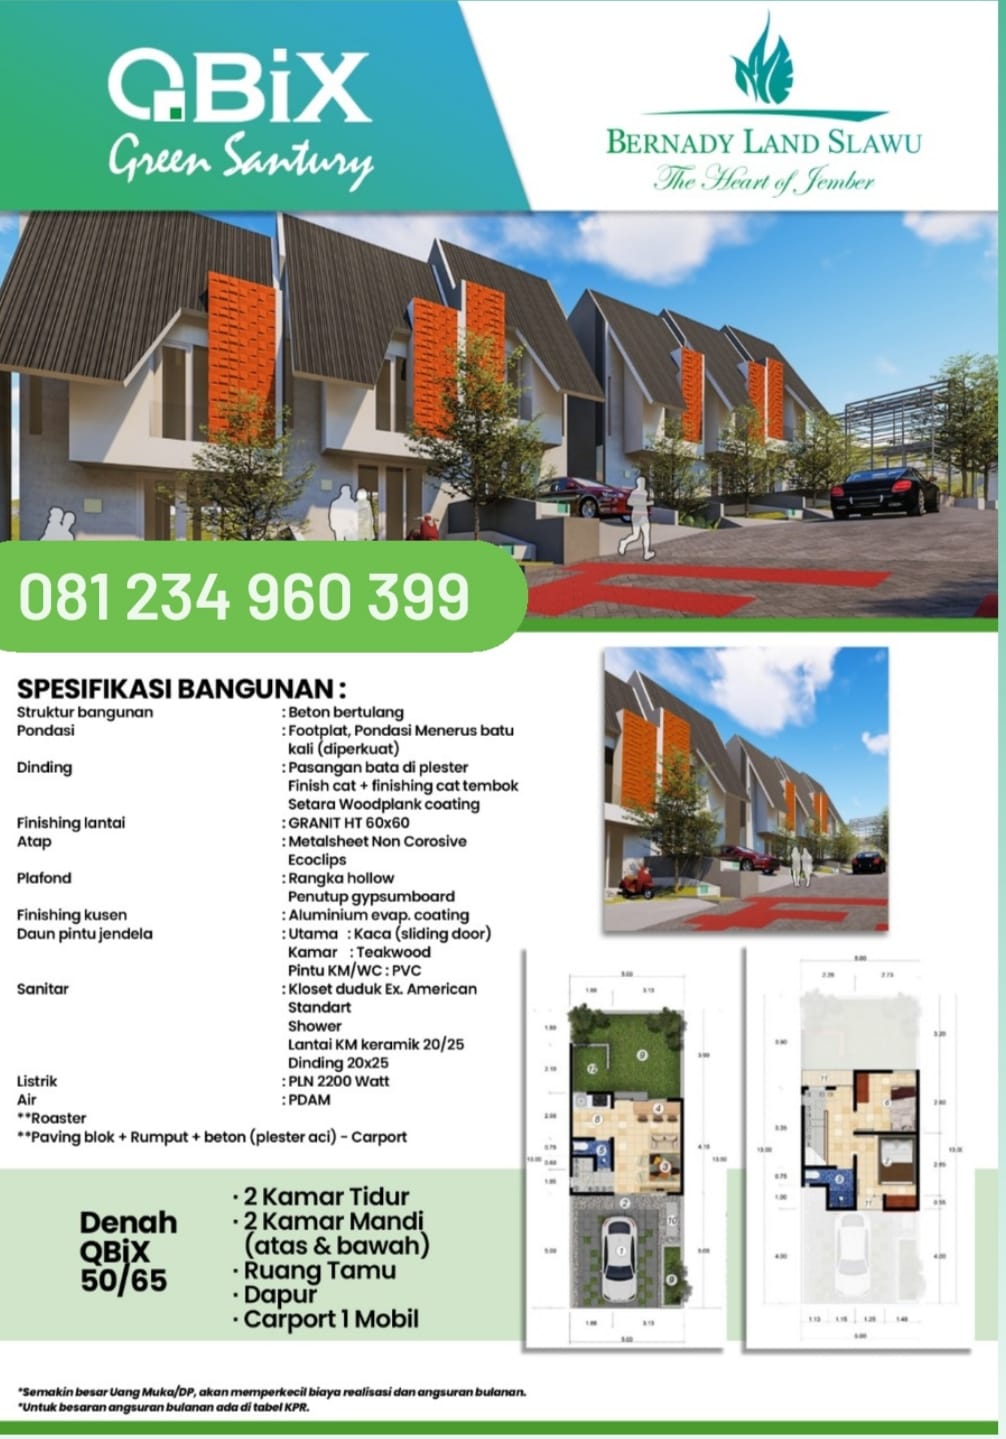 QBiX
Green Santury
BERNADY LAND SLAWU
The Heart of Jember
081 234 960 399
SPESIFIKASI BANGUNAN :
Struktur bangunan : Beton bertulang
Pondasi : Footplat, Pondasi Menerus batu
kali (diperkuat)
Dinding : Pasangan bata di plester
Finish cat + finishing cat tembok
Setara Woodplank coating
Finishing lantai : GRANIT HT 60x60
Atap : Metalsheet Non Corosive
Ecoclips
Plafond : Rangka hollow
Penutup gypsumboard
Finishing kusen : Aluminium evap. coating
Daun pintu jendela : Utama : Kaca (sliding door)
Kamar : Teakwood
Pintu KM/WC : PVC
Sanitar : Kloset duduk Ex. American
Standart
Shower
Lantai KM keramik 20/25
Dinding 20x25
Listrik : PLN 2200 Watt
Air : PDAM
**Roaster
**Paving blok + Rumput + beton (plester aci) - Carport
Denah
QBiX
50/65
· 2 Kamar Tidur
· 2 Kamar Mandi
(atas & bawah)
· Ruang Tamu
· Dapur
· Carport 1 Mobil
*Semakin besar Uang Muka/DP, akan memperkecil biaya realisasi dan angsuran bulanan.
*Untuk besaran angsuran bulanan ada di tabel KPR.